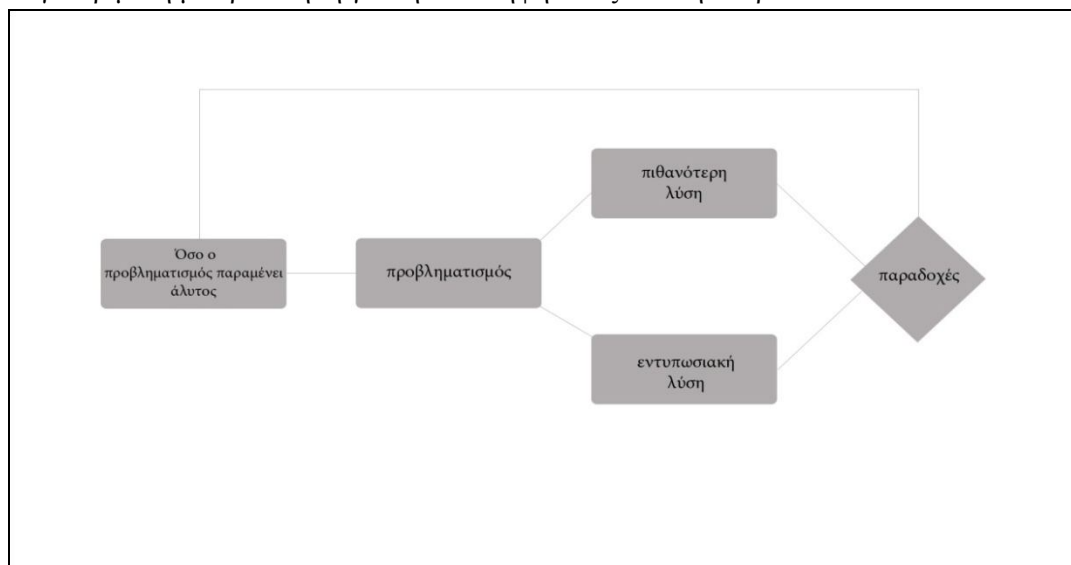 Όσο ο
προβληματισμός παραμένει
άλυτος
προβληματισμός
πιθανότερη
λύση
εντυπωσιακή
λύση
παραδοχές